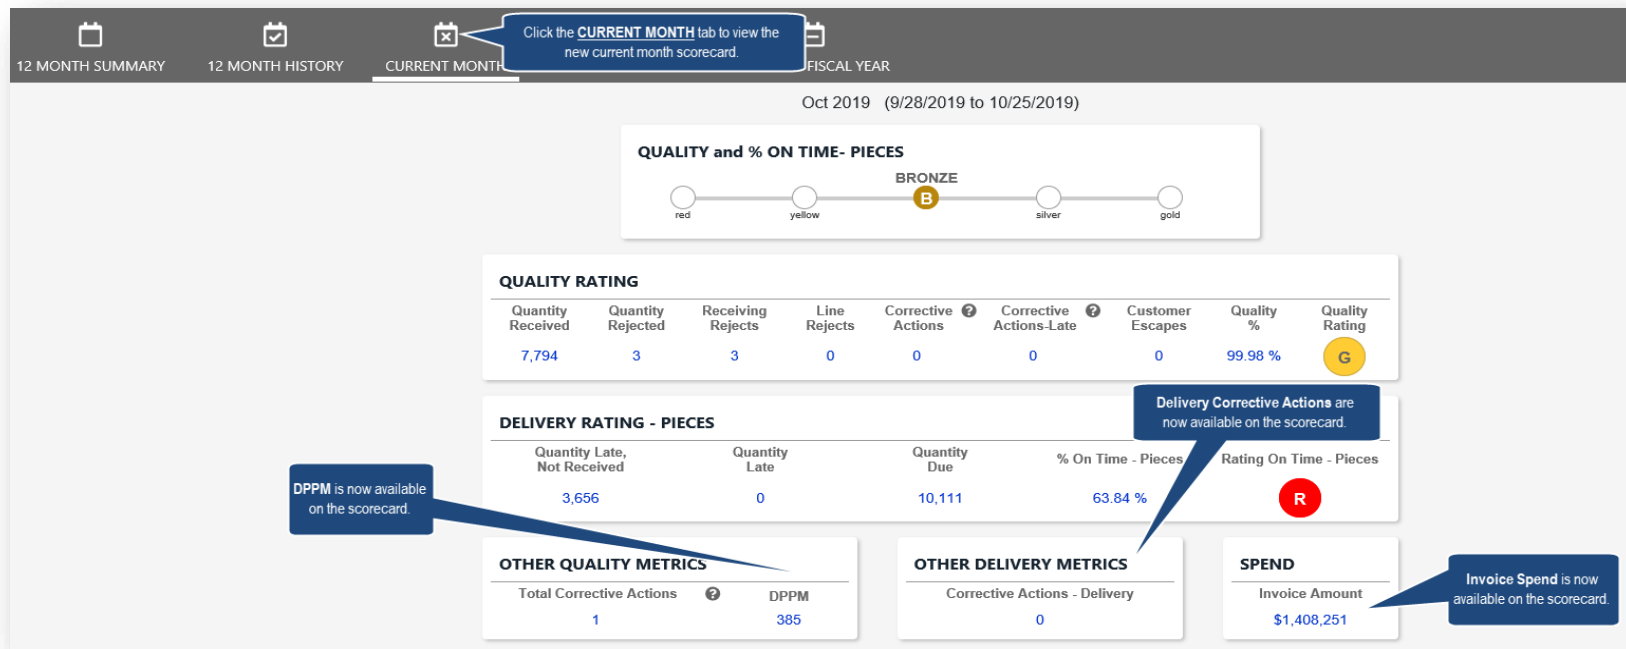 12 MONTH SUMMARY
12 MONTH HISTORY
CURRENT MONTH
Click the CURRENT MONTH tab to view the
new current month scorecard.
FISCAL YEAR
Oct 2019 (9/28/2019 to 10/25/2019)
QUALITY and % ON TIME- PIECES
BRONZE
B
red yellow silver gold
QUALITY RATING
Quantity Quantity Receiving Line Corrective ? Corrective ? Customer Quality Quality
Received Rejected Rejects Rejects Actions Actions-Late Escapes % Rating
7,794 3 3 0 0 0 0 99.98 % G
Delivery Corrective Actions are
now available on the scorecard.
DELIVERY RATING - PIECES
Quantity Late, Quantity Quantity
Not Received Late Due % On Time - Pieces Rating On Time - Pieces
3,656 0 10,111 63.84 % R
DPPM is now available
on the scorecard.
OTHER QUALITY METRICS
Total Corrective Actions ? DPPM
1 385
OTHER DELIVERY METRICS
Corrective Actions - Delivery
0
SPEND
Invoice Amount
$1,408,251
Invoice Spend is now
available on the scorecard.